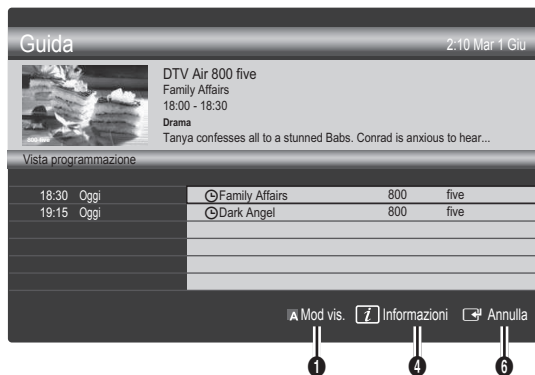 Guida 2:10 Mar 1 Giu
DTV Air 800 five
Family Affairs
18:00 - 18:30
Drama
Tanya confesses all to a stunned Babs. Conrad is anxious to hear...
800 five
Vista programmazione
18:30 Oggi Family Affairs 800 five
19:15 Oggi Dark Angel 800 five
A Mod vis. i Informazioni Annulla
1 4 6